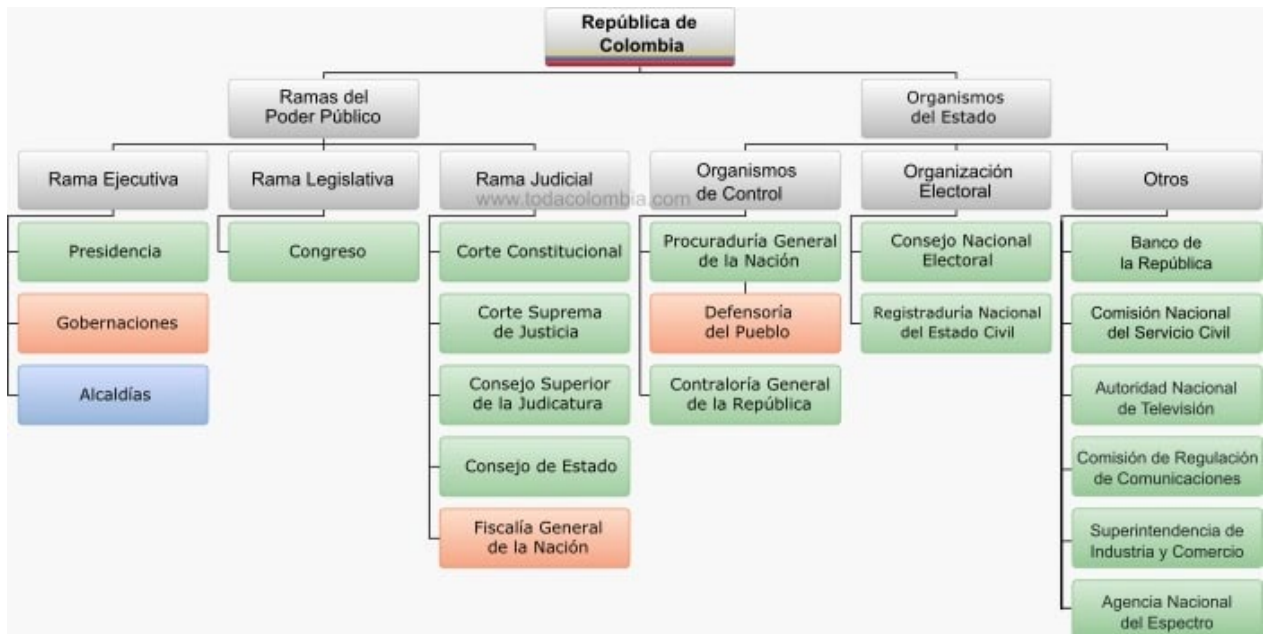 República de
Colombia
Ramas del
Poder Público
Organismos
del Estado
Rama Ejecutiva
Rama Legislativa
Rama Judicial
Organismos
de Control
Organización
Electoral
Otros
www.todacolombia.com
Presidencia
Gobernaciones
Alcaldías
Congreso
Corte Constitucional
Corte Suprema
de Justicia
Consejo Superior
de la Judicatura
Consejo de Estado
Fiscalía General
de la Nación
Procuraduría General
de la Nación
Defensoría
del Pueblo
Contraloría General
de la República
Consejo Nacional
Electoral
Registraduría Nacional
del Estado Civil
Banco de
la República
Comisión Nacional
del Servicio Civil
Autoridad Nacional
de Televisión
Comisión de Regulación
de Comunicaciones
Superintendencia de
Industria y Comercio
Agencia Nacional
del Espectro